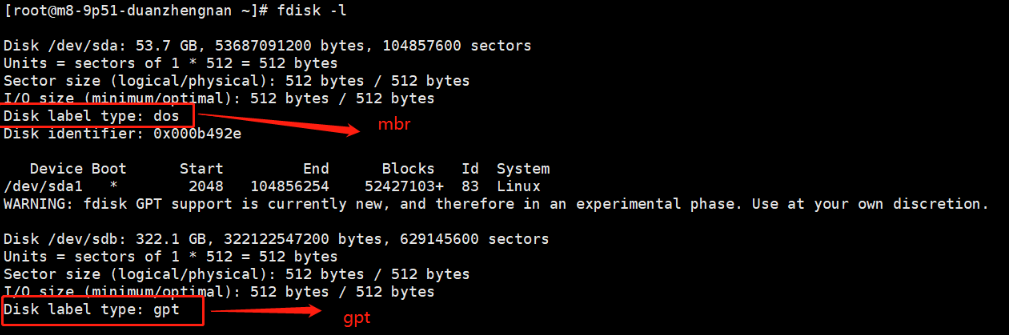 [root@m8-9p51-duanzhengnan ~]# fdisk -l
Disk /dev/sda: 53.7 GB, 53687091200 bytes, 104857600 sectors
Units = sectors of 1 * 512 = 512 bytes
Sector size (logical/physical): 512 bytes / 512 bytes
I/O size (minimum/optimal): 512 bytes / 512 bytes
Disk label type: dos
mbr
Disk identifier: 0x000b492e
Device Boot Start End Blocks Id System
/dev/sda1 * 2048 104856254 52427103+ 83 Linux
WARNING: fdisk GPT support is currently new, and therefore in an experimental phase. Use at your own discretion.
Disk /dev/sdb: 322.1 GB, 322122547200 bytes, 629145600 sectors
Units = sectors of 1 * 512 = 512 bytes
Sector size (logical/physical): 512 bytes / 512 bytes
I/O size (minimum/optimal): 512 bytes / 512 bytes
Disk label type: gpt
gpt